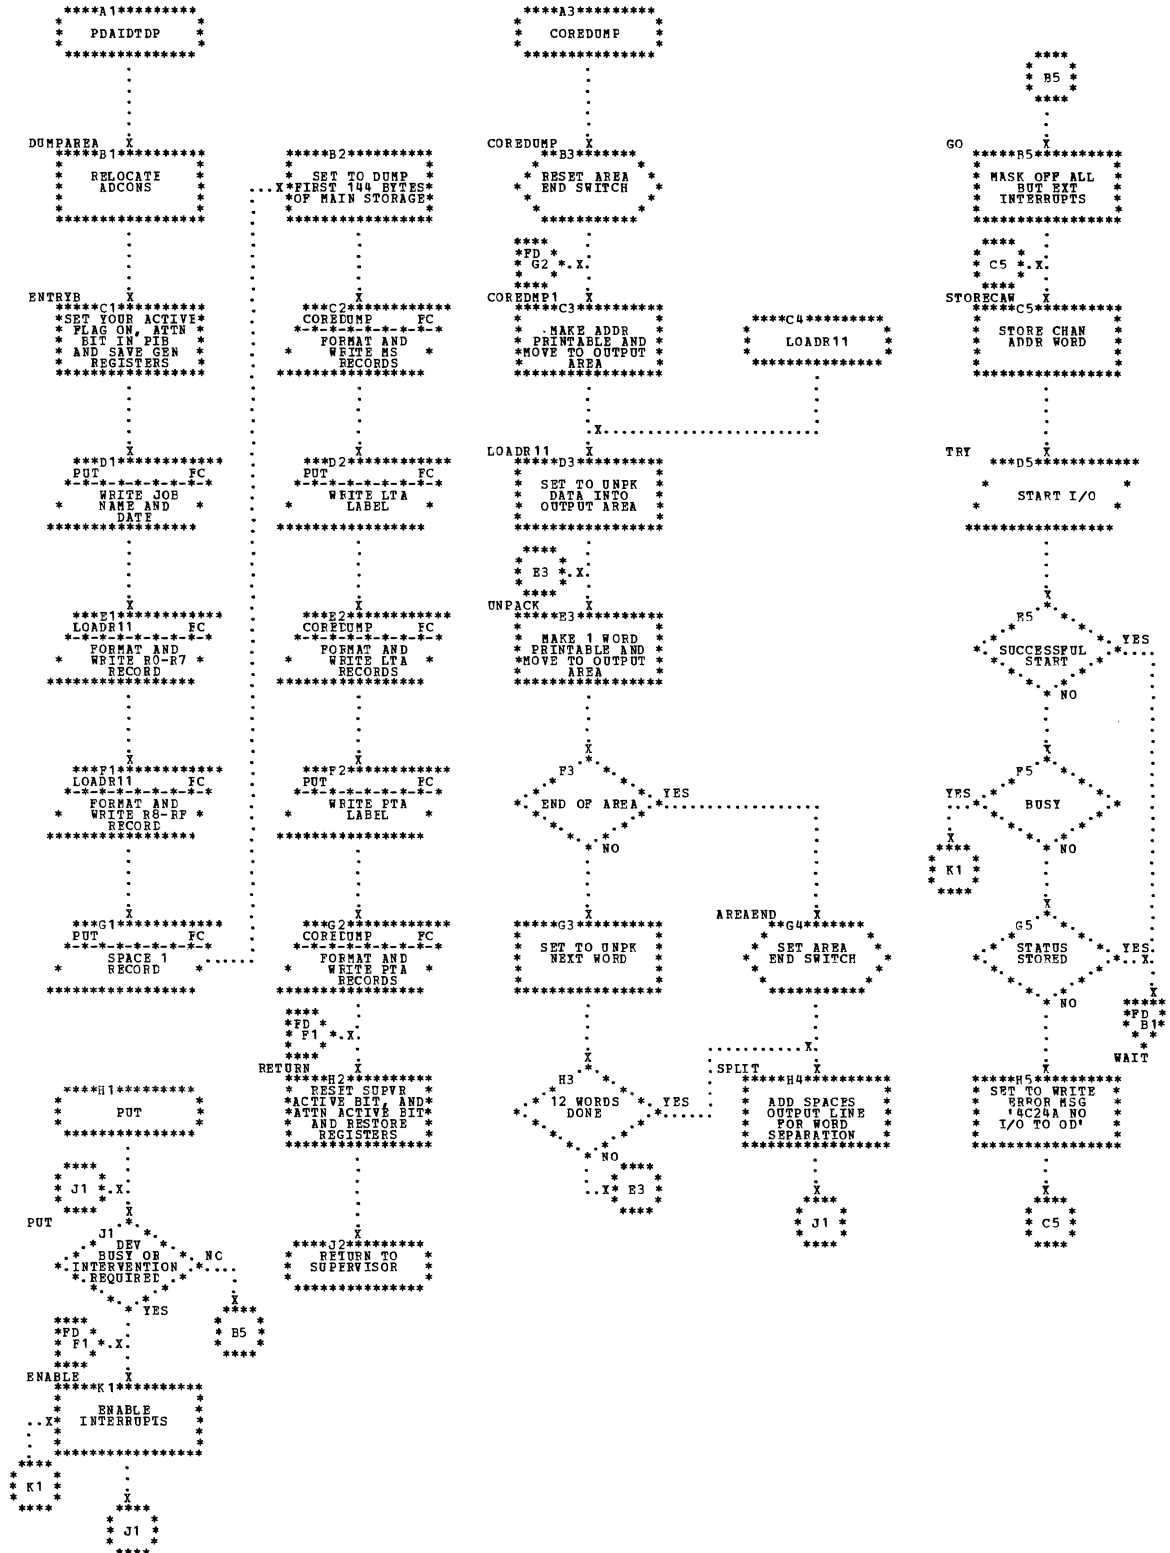 A1
PDAIDTDP
DUMPAREA
B1
RELOCATE
ADCONS
ENTRYB
C1
SET YOUR ACTIVE
FLAG ON, ATTN
BIT IN PIB
AND SAVE GEN
REGISTERS
D1
PUT FC
WRITE JOB
NAME AND
DATE
E1
LOADR11 FC
FORMAT AND
WRITE R0-R7
RECORD
F1
LOADR11 FC
FORMAT AND
WRITE R8-RF
RECORD
G1
PUT FC
SPACE 1
RECORD
H1
PUT
J1
PUT
J1
DEV
BUSY OR
INTERVENTION
REQUIRED
NO
YES
B5
FD
F1
ENABLE
K1
ENABLE
INTERRUPTS
K1
J1
B2
SET TO DUMP
FIRST 144 BYTES
OF MAIN STORAGE
C2
COREDUMP FC
FORMAT AND
WRITE MS
RECORDS
D2
PUT FC
WRITE LTA
LABEL
E2
COREDUMP FC
FORMAT AND
WRITE LTA
RECORDS
F2
PUT FC
WRITE PTA
LABEL
G2
COREDUMP FC
FORMAT AND
WRITE PTA
RECORDS
FD
F1
RETURN
H2
RESET SUPVR
ACTIVE BIT, AND
ATTN ACTIVE BIT
AND RESTORE
REGISTERS
J2
RETURN TO
SUPERVISOR
A3
COREDUMP
COREDUMP
B3
RESET AREA
END SWITCH
FD
G2
COREDMP1
C3
MAKE ADDR
PRINTABLE AND
MOVE TO OUTPUT
AREA
C4
LOADR11
LOADR11
D3
SET TO UNPK
DATA INTO
OUTPUT AREA
E3
UNPACK
E3
MAKE 1 WORD
PRINTABLE AND
MOVE TO OUTPUT
AREA
F3
END OF AREA
YES
NO
G3
SET TO UNPK
NEXT WORD
H3
12 WORDS
DONE
YES
NO
E3
AREAEND
G4
SET AREA
END SWITCH
SPLIT
H4
ADD SPACES
OUTPUT LINE
FOR WORD
SEPARATION
J1
B5
GO
B5
MASK OFF ALL
BUT EXT
INTERRUPTS
C5
STORECAW
C5
STORE CHAN
ADDR WORD
TRY
D5
START I/O
E5
SUCCESSFUL
START
YES
NO
F5
YES
BUSY
NO
K1
G5
STATUS
STORED
YES
NO
FD
B1
WAIT
H5
SET TO WRITE
ERROR MSG
'4C24A NO
I/O TO OD'
C5